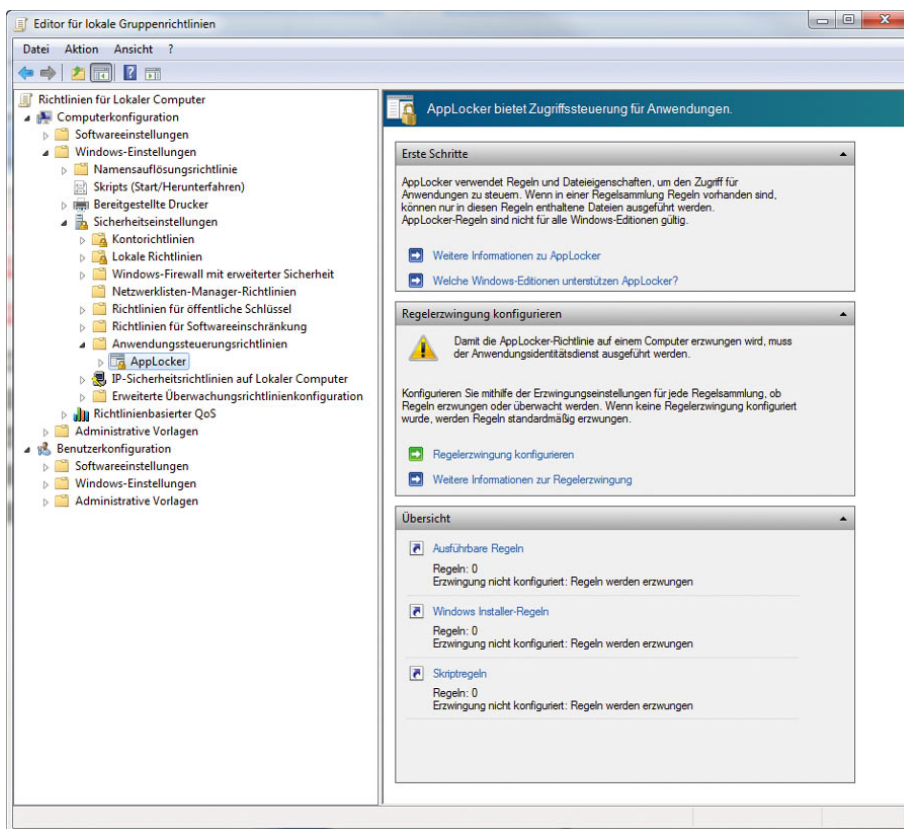 Editor für lokale Gruppenrichtlinien
Datei Aktion Ansicht ?
Richtlinien für Lokaler Computer
Computerkonfiguration
Softwareeinstellungen
Windows-Einstellungen
Namensauflösungsrichtlinie
Skripts (Start/Herunterfahren)
Bereitgestellte Drucker
Sicherheitseinstellungen
Kontorichtlinien
Lokale Richtlinien
Windows-Firewall mit erweiterter Sicherheit
Netzwerklisten-Manager-Richtlinien
Richtlinien für öffentliche Schlüssel
Richtlinien für Softwareeinschränkung
Anwendungssteuerungsrichtlinien
AppLocker
IP-Sicherheitsrichtlinien auf Lokaler Computer
Erweiterte Überwachungsrichtlinienkonfiguration
Richtlinienbasierter QoS
Administrative Vorlagen
Benutzerkonfiguration
Softwareeinstellungen
Windows-Einstellungen
Administrative Vorlagen
AppLocker bietet Zugriffssteuerung für Anwendungen.
Erste Schritte
AppLocker verwendet Regeln und Dateieigenschaften, um den Zugriff für
Anwendungen zu steuern. Wenn in einer Regelsammlung Regeln vorhanden sind,
können nur in diesen Regeln enthaltene Dateien ausgeführt werden.
AppLocker-Regeln sind nicht für alle Windows-Editionen gültig.
Weitere Informationen zu AppLocker
Welche Windows-Editionen unterstützen AppLocker?
Regelerzwingung konfigurieren
Damit die AppLocker-Richtlinie auf einem Computer erzwungen wird, muss
der Anwendungsidentitätsdienst ausgeführt werden.
Konfigurieren Sie mithilfe der Erzwingungseinstellungen für jede Regelsammlung, ob
Regeln erzwungen oder überwacht werden. Wenn keine Regelerzwingung konfiguriert
wurde, werden Regeln standardmäßig erzwungen.
Regelerzwingung konfigurieren
Weitere Informationen zur Regelerzwingung
Übersicht
Ausführbare Regeln
Regeln: 0
Erzwingung nicht konfiguriert: Regeln werden erzwungen
Windows Installer-Regeln
Regeln: 0
Erzwingung nicht konfiguriert: Regeln werden erzwungen
Skriptregeln
Regeln: 0
Erzwingung nicht konfiguriert: Regeln werden erzwungen